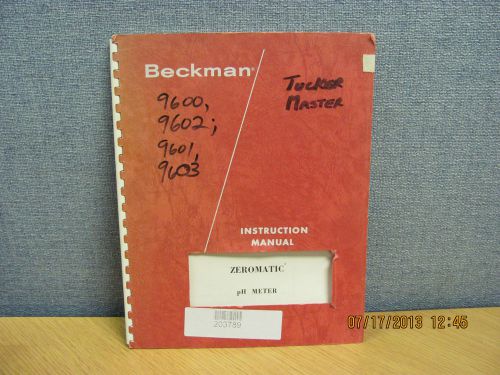 Beckman®
9600,
9602;
9601,
9603
TUCKER
MASTER
INSTRUCTION
MANUAL
ZEROMATIC®
pH METER
203789
07/17/2013 12:45